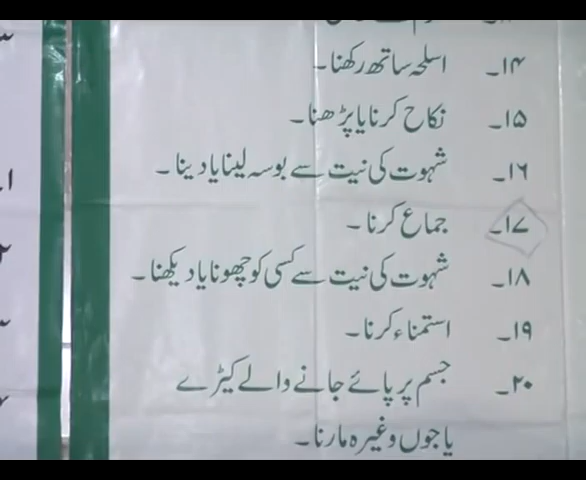 ۱۴۔ اسلحہ ساتھ رکھنا۔
۱۵۔ نکاح کرنا یا پڑھنا۔
۱۶۔ شہوت کی نیت سے بوسہ لینا یا دینا۔
۱۷۔ جماع کرنا۔
۱۸۔ شہوت کی نیت سے کسی کو چھونا یا دیکھنا۔
۱۹۔ استمناء کرنا۔
۲۰۔ جسم پر پائے جانے والے کیڑے
یا جوں وغیرہ مارنا۔